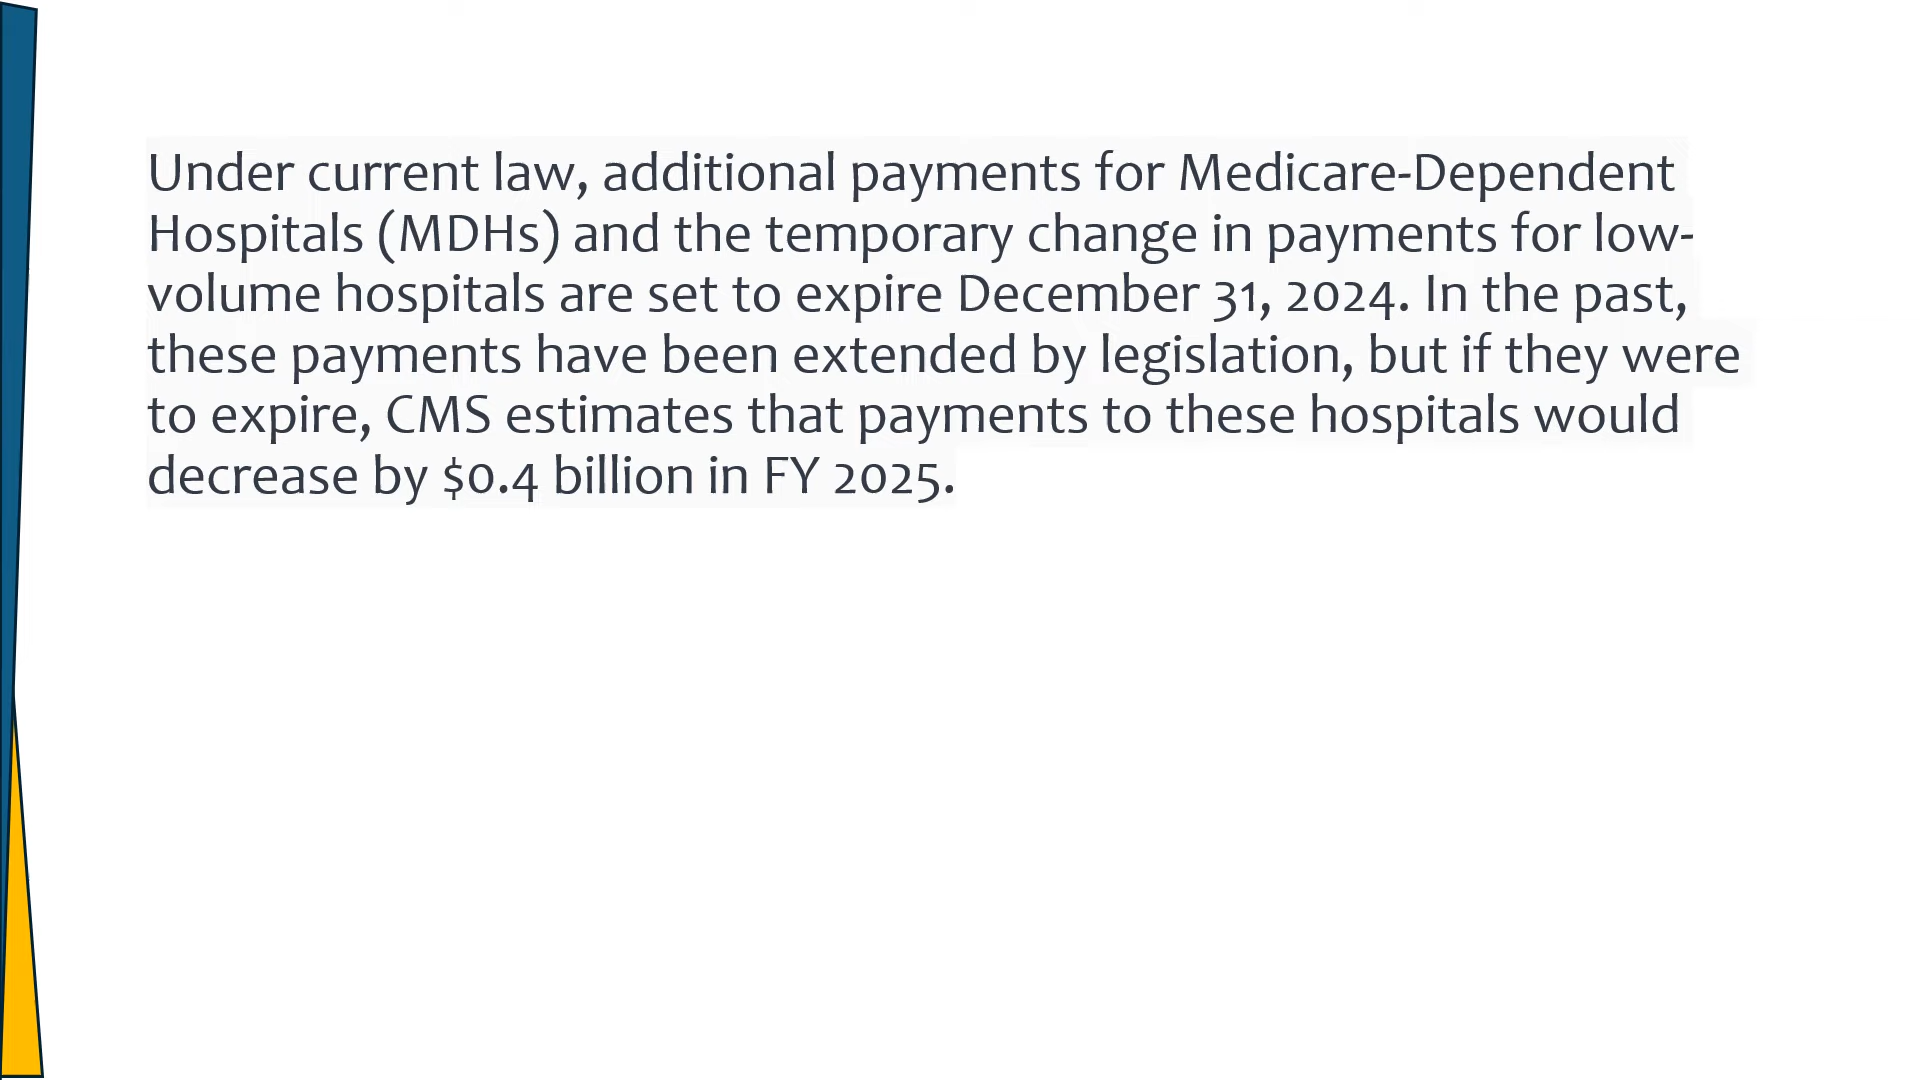 Under current law, additional payments for Medicare-Dependent
Hospitals (MDHs) and the temporary change in payments for low-
volume hospitals are set to expire December 31, 2024. In the past,
these payments have been extended by legislation, but if they were
to expire, CMS estimates that payments to these hospitals would
decrease by $0.4 billion in FY 2025.